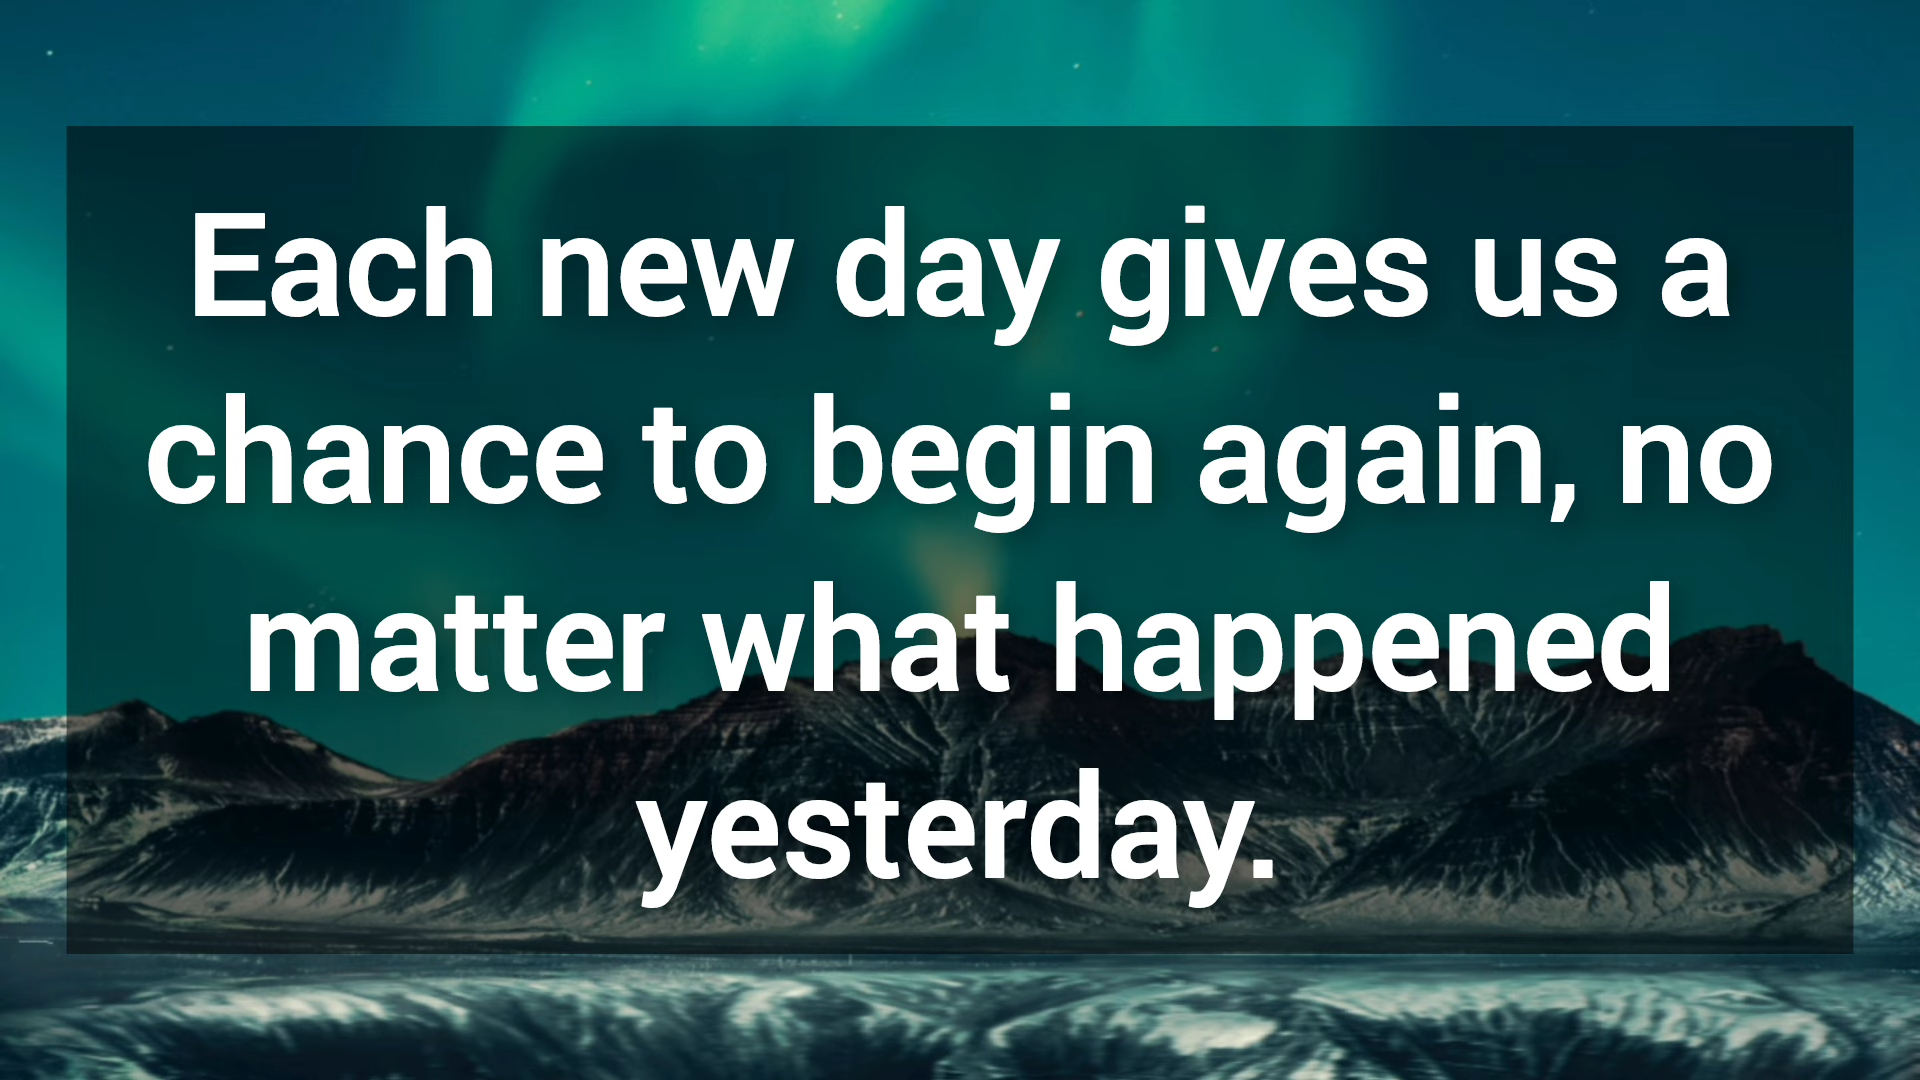 Each new day gives us a
chance to begin again, no
matter what happened
yesterday.